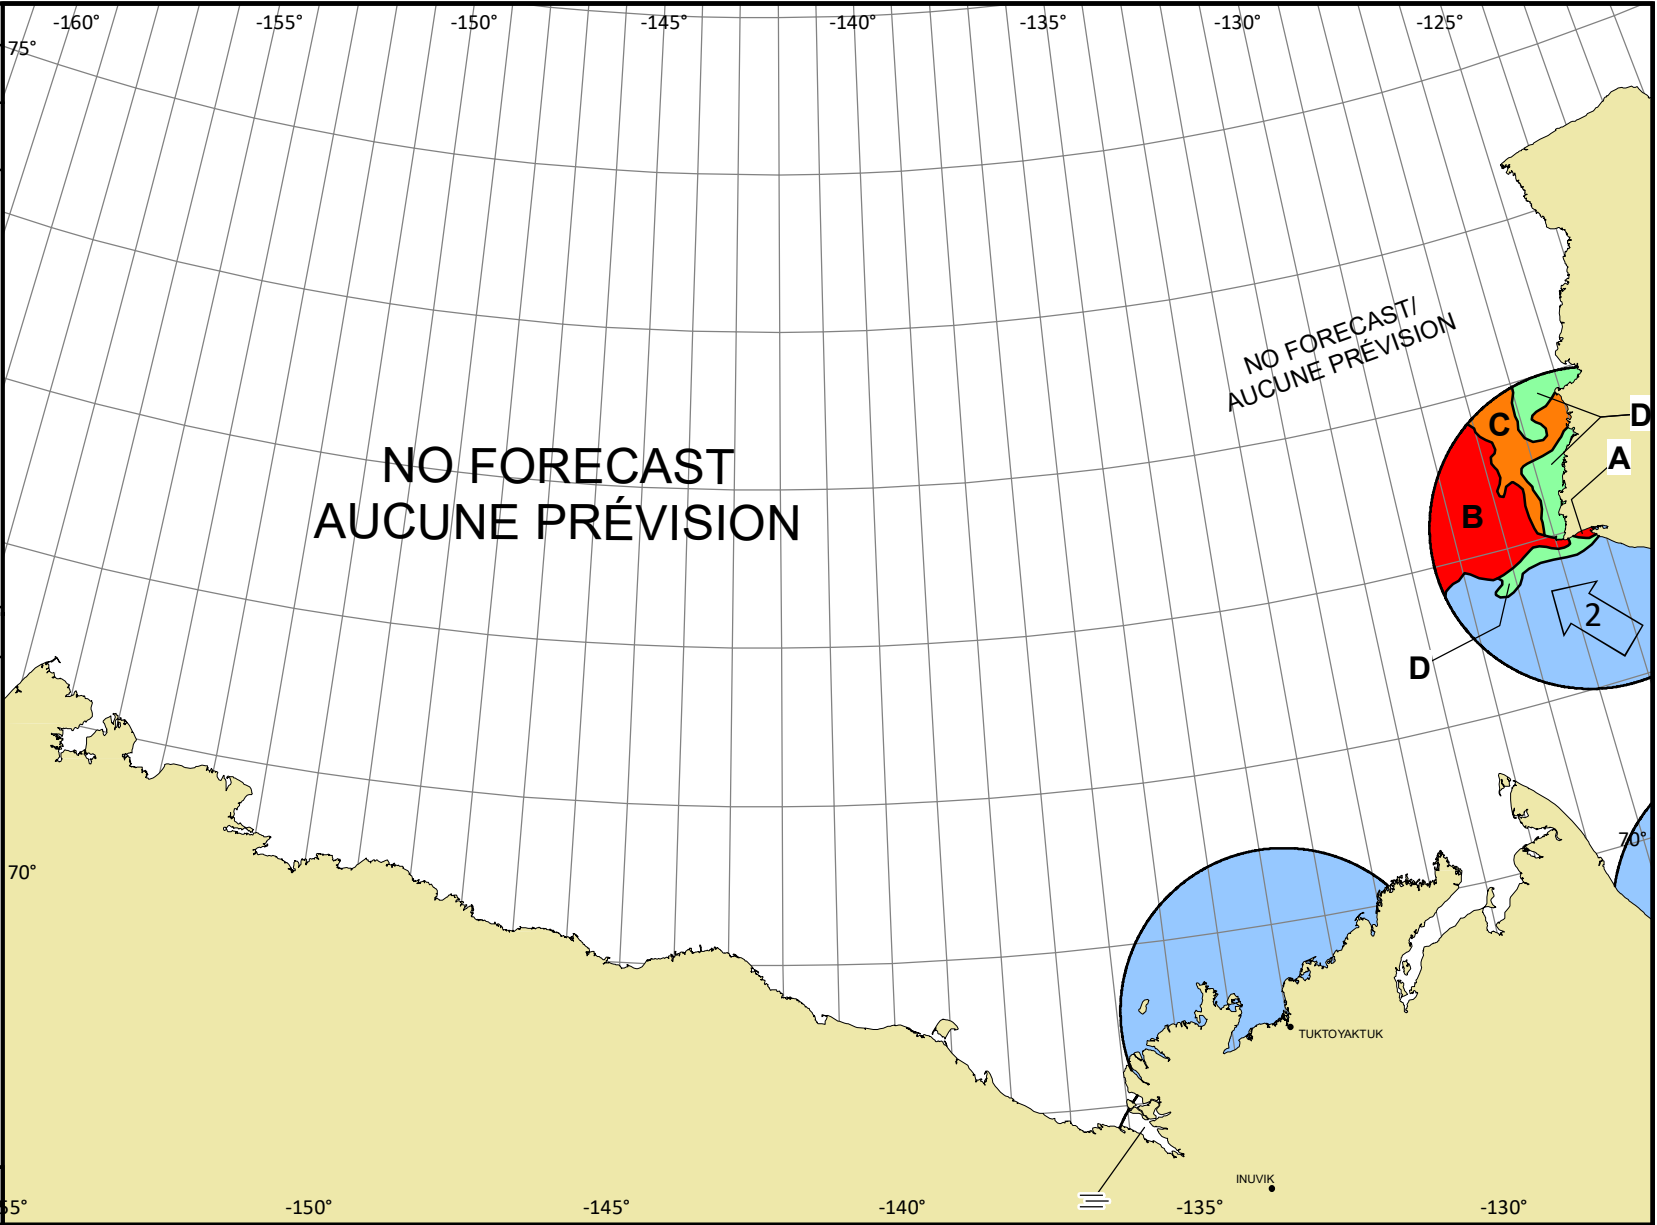 -160° -155° -150° -145° -140° -135° -130° -125°
75°
NO FORECAST/
AUCUNE PRÉVISION
NO FORECAST
AUCUNE PRÉVISION
C
D
A
B
2
D
70°
70°
TUKTOYAKTUK
INUVIK
55° -150° -145° -140° -135° -130°